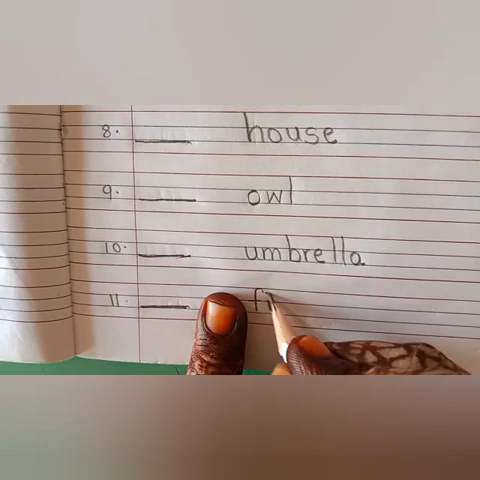 8. ____ house
9. ____ owl
10. ____ umbrella
11. ____